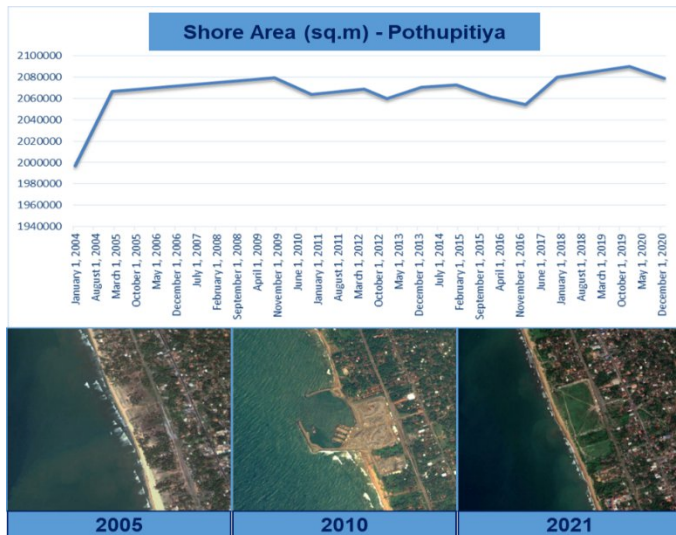 Shore Area (sq.m) - Pothupitiya
2100000
2080000
2060000
2040000
2020000
2000000
1980000
1960000
1940000
January 1, 2004
August 1, 2004
March 1, 2005
October 1, 2005
May 1, 2006
December 1, 2006
July 1, 2007
February 1, 2008
September 1, 2008
April 1, 2009
November 1, 2009
June 1, 2010
January 1, 2011
August 1, 2011
March 1, 2012
October 1, 2012
May 1, 2013
December 1, 2013
July 1, 2014
February 1, 2015
September 1, 2015
April 1, 2016
November 1, 2016
June 1, 2017
January 1, 2018
August 1, 2018
March 1, 2019
October 1, 2019
May 1, 2020
December 1, 2020
2005
2010
2021